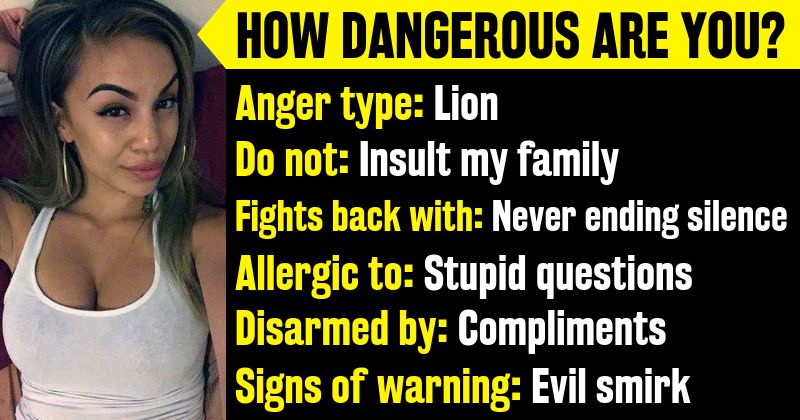 HOW DANGEROUS ARE YOU?
Anger type: Lion
Do not: Insult my family
Fights back with: Never ending silence
Allergic to: Stupid questions
Disarmed by: Compliments
Signs of warning: Evil smirk